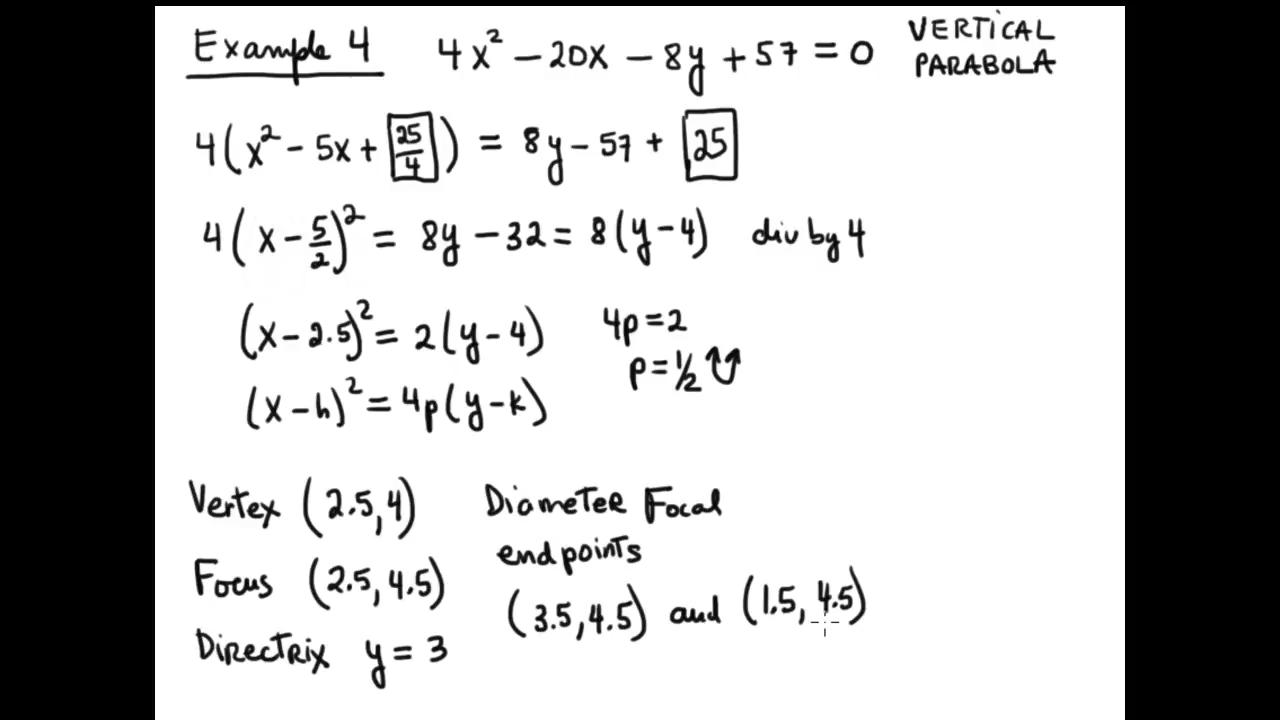 Example 4 4x² − 20x − 8y + 57 = 0 VERTICAL PARABOLA
4(x² − 5x + 25/4) = 8y − 57 + 25
4(x − 5/2)² = 8y − 32 = 8(y − 4) div by 4
(x − 2.5)² = 2(y − 4) 4p = 2
p = 1/2
(x − h)² = 4p(y − k)
Vertex (2.5, 4) Diameter Focal
endpoints
Focus (2.5, 4.5)
(3.5, 4.5) and (1.5, 4.5)
Directrix y = 3